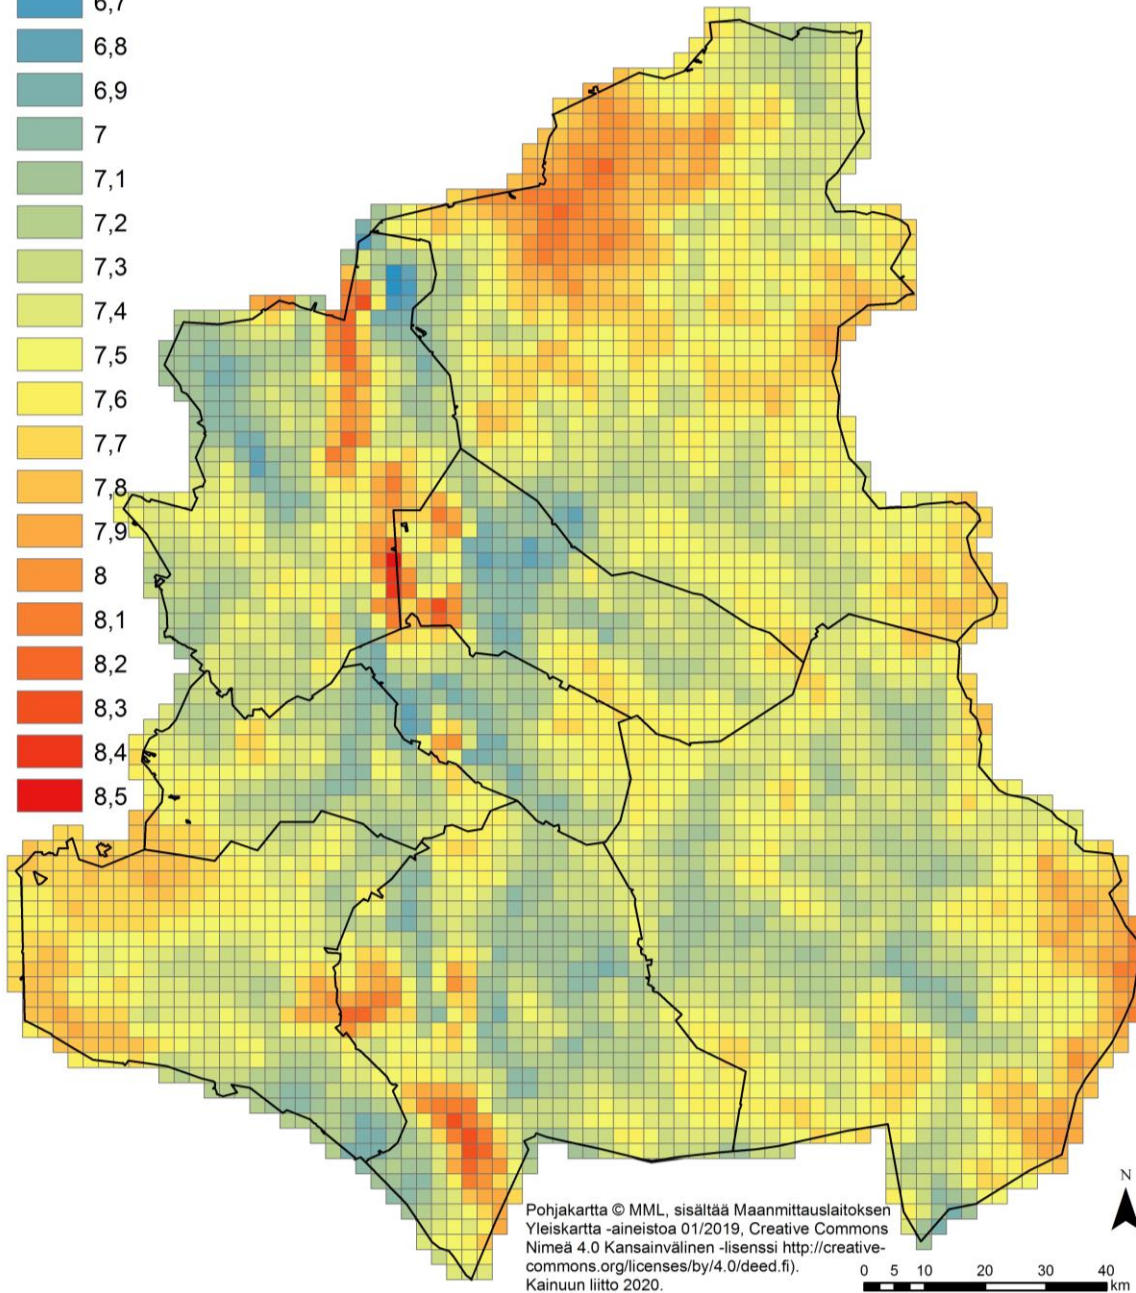 6,7
6,8
6,9
7
7,1
7,2
7,3
7,4
7,5
7,6
7,7
7,8
7,9
8
8,1
8,2
8,3
8,4
8,5
N
Pohjakartta © MML, sisältää Maanmittauslaitoksen
Yleiskartta -aineistoa 01/2019, Creative Commons
Nimeä 4.0 Kansainvälinen -lisenssi http://creative-
commons.org/licenses/by/4.0/deed.fi).
Kainuun liitto 2020.
0 5 10 20 30 40
km